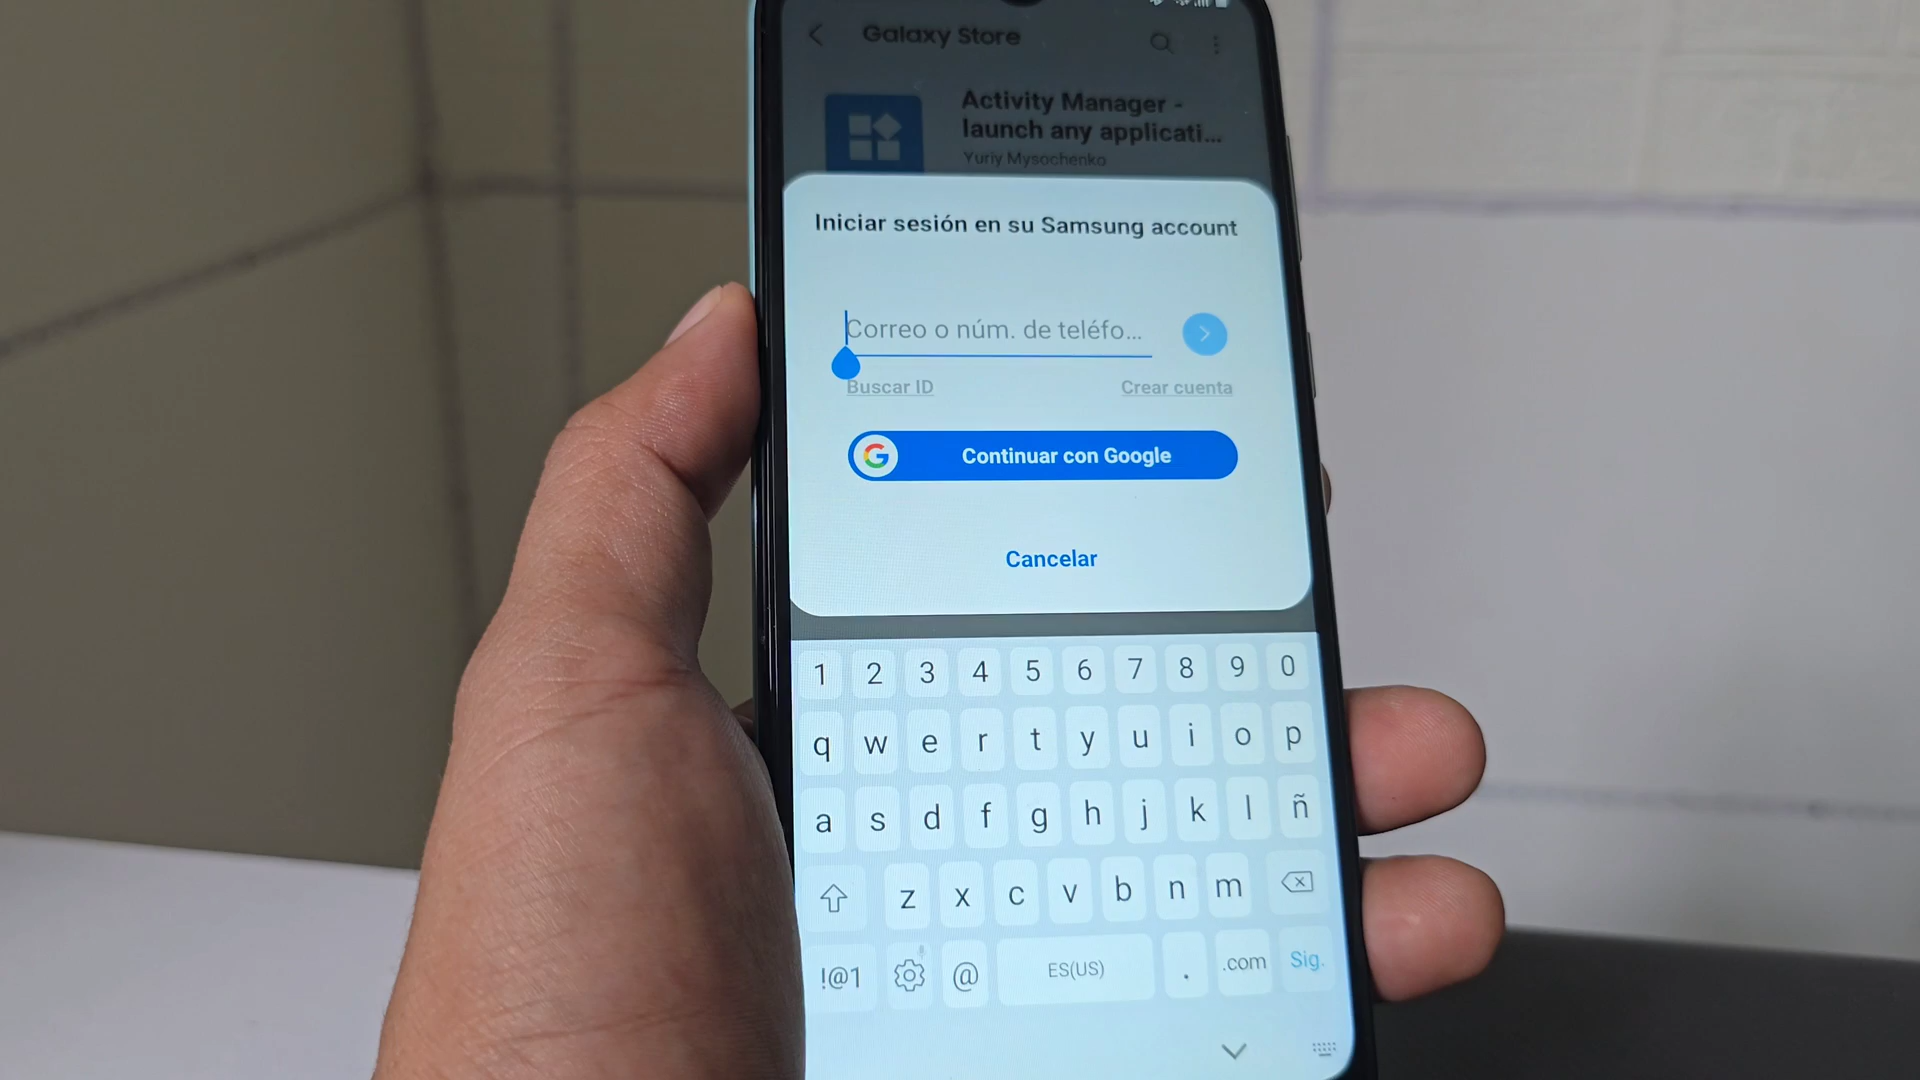 Galaxy Store
Activity Manager -
launch any applicati...
Yuriy Mysochenko
Iniciar sesión en su Samsung account
Correo o núm. de teléfo...
Buscar ID
Crear cuenta
G
Continuar con Google
Cancelar
1 2 3 4 5 6 7 8 9 0
q w e r t y u i o p
a s d f g h j k l ñ
z x c v b n m
!@1 @ ES(US) . .com Sig.